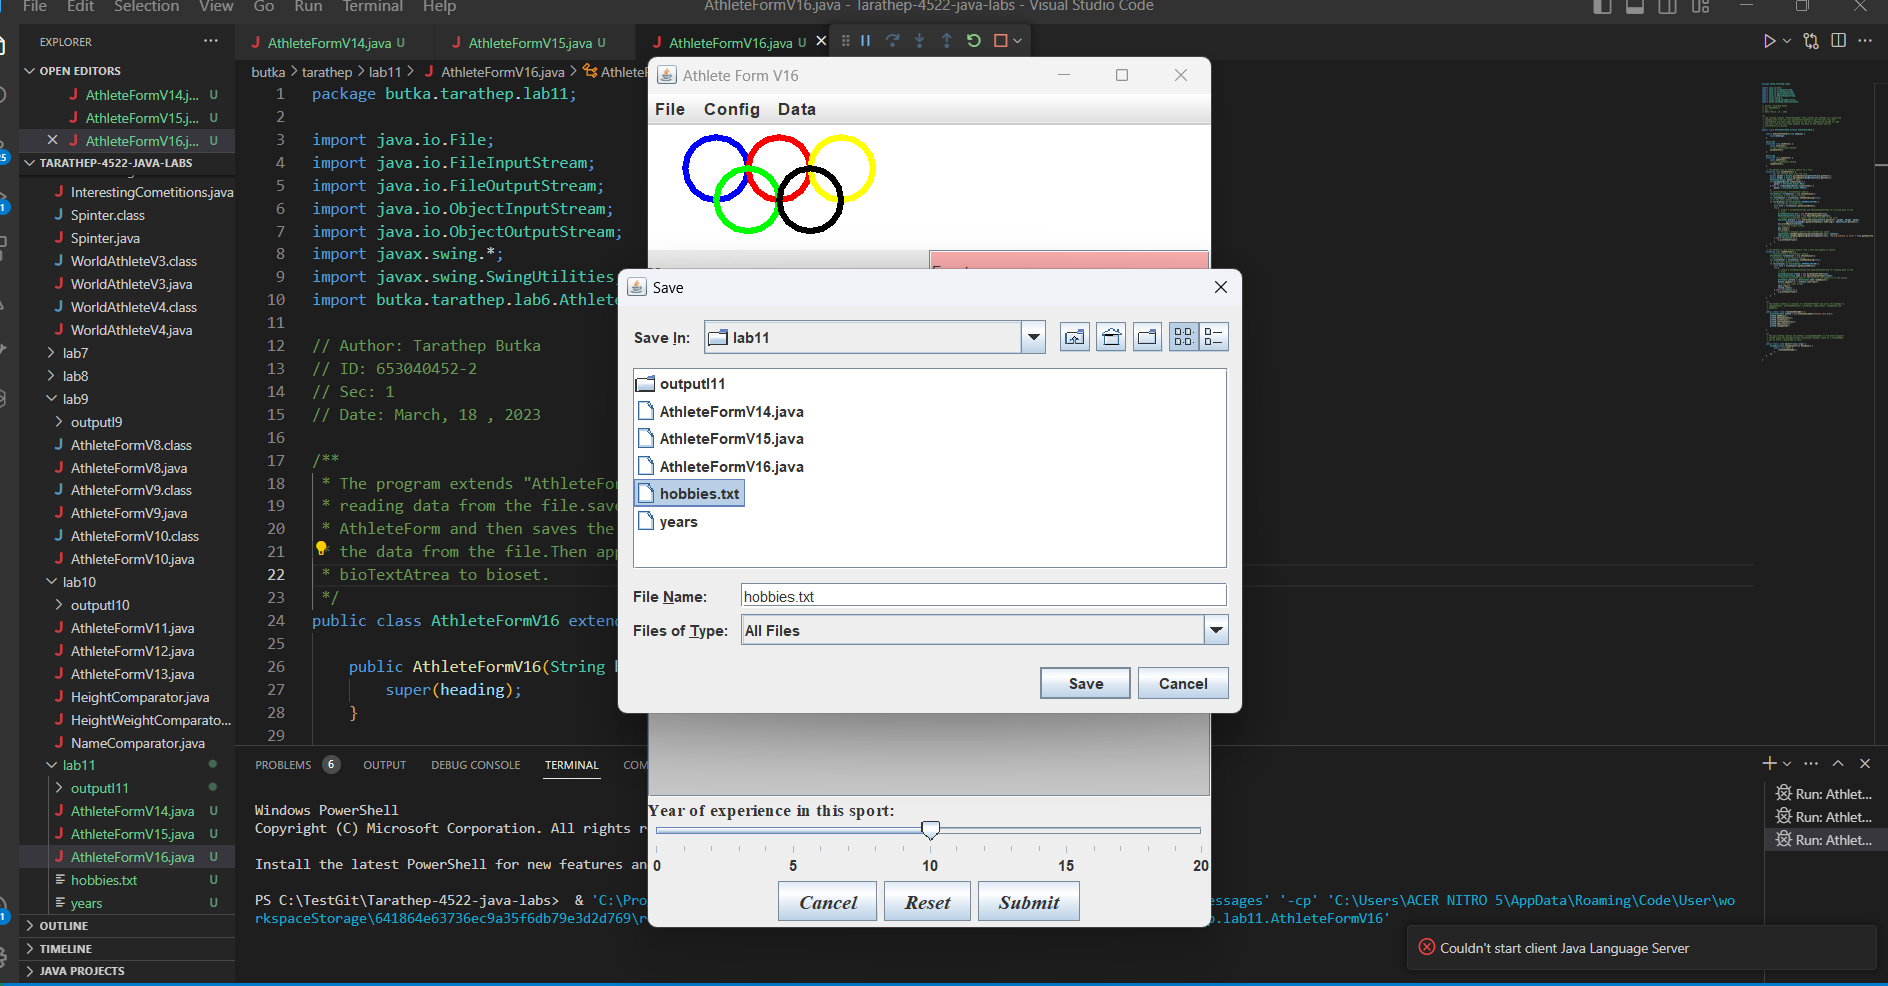 File Edit Selection View Go Run Terminal Help
AthleteFormV16.java - Tarathep-4522-java-labs - Visual Studio Code
EXPLORER
OPEN EDITORS
AthleteFormV14.j... U
AthleteFormV15.j... U
AthleteFormV16.j... U
TARATHEP-4522-JAVA-LABS
InterestingCometitions.java
Spinter.class
Spinter.java
WorldAthleteV3.class
WorldAthleteV3.java
WorldAthleteV4.class
WorldAthleteV4.java
lab7
lab8
lab9
outputl9
AthleteFormV8.class
AthleteFormV8.java
AthleteFormV9.class
AthleteFormV9.java
AthleteFormV10.class
AthleteFormV10.java
lab10
outputl10
AthleteFormV11.java
AthleteFormV12.java
AthleteFormV13.java
HeightComparator.java
HeightWeightComparato...
NameComparator.java
lab11
outputl11
AthleteFormV14.java U
AthleteFormV15.java U
AthleteFormV16.java U
hobbies.txt U
years U
OUTLINE
TIMELINE
JAVA PROJECTS
AthleteFormV14.java U AthleteFormV15.java U AthleteFormV16.java U
butka > tarathep > lab11 > AthleteFormV16.java > Athlete
1 package butka.tarathep.lab11;
2
3 import java.io.File;
4 import java.io.FileInputStream;
5 import java.io.FileOutputStream;
6 import java.io.ObjectInputStream;
7 import java.io.ObjectOutputStream;
8 import javax.swing.*;
9 import javax.swing.SwingUtilities
10 import butka.tarathep.lab6.Athlete
11
12 // Author: Tarathep Butka
13 // ID: 653040452-2
14 // Sec: 1
15 // Date: March, 18 , 2023
16
17 /**
18 * The program extends "AthleteFo
19 * reading data from the file.save
20 * AthleteForm and then saves the
21 * the data from the file.Then app
22 * bioTextAtrea to bioset.
23 */
24 public class AthleteFormV16 exten
25
26 public AthleteFormV16(String
27 super(heading);
28 }
29
Athlete Form V16
File Config Data
Save
Save In: lab11
outputl11
AthleteFormV14.java
AthleteFormV15.java
AthleteFormV16.java
hobbies.txt
years
File Name: hobbies.txt
Files of Type: All Files
Save Cancel
Year of experience in this sport:
0 5 10 15 20
Cancel Reset Submit
PROBLEMS 6 OUTPUT DEBUG CONSOLE TERMINAL COM
Windows PowerShell
Copyright (C) Microsoft Corporation. All rights r
Install the latest PowerShell for new features an
PS C:\TestGit\Tarathep-4522-java-labs> & 'C:\Pro essages' '-cp' 'C:\Users\ACER NITRO 5\AppData\Roaming\Code\User\wo
rkspaceStorage\641864e63736ec9a35f6db79e3d2d769\r .lab11.AthleteFormV16'
Run: Athlet...
Run: Athlet...
Run: Athlet...
Couldn't start client Java Language Server